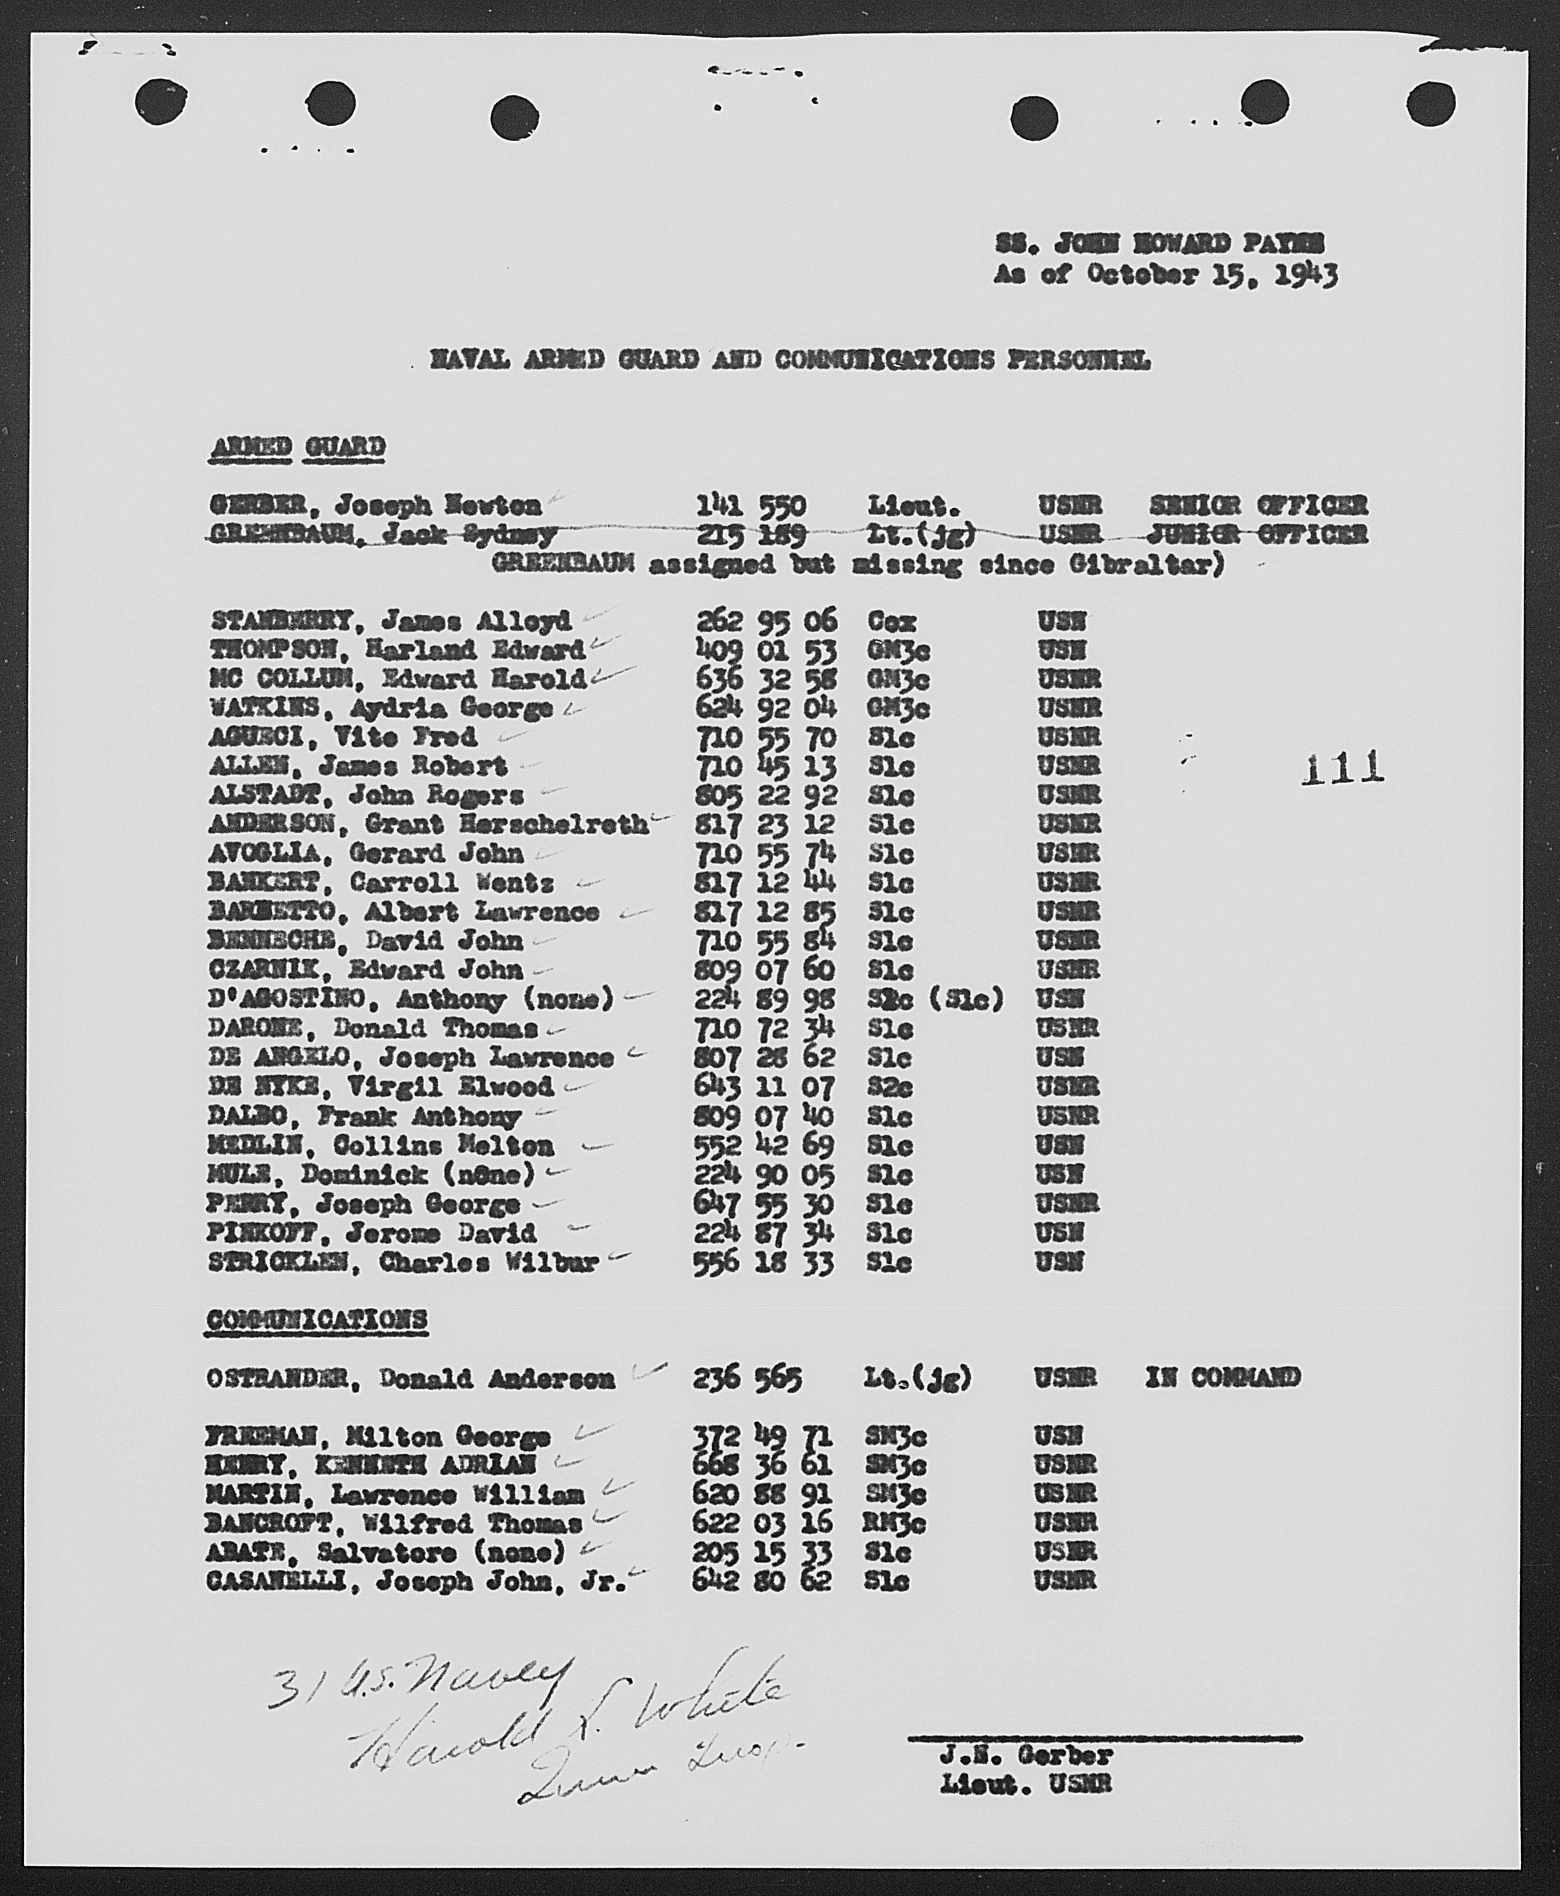 SS. JOHN HOWARD PAYNE
As of October 15, 1943
NAVAL ARMED GUARD AND COMMUNICATIONS PERSONNEL
ARMED GUARD
GERBER, Joseph Newton 141 550 Lieut. USNR SENIOR OFFICER
GREENBAUM, Jack Sydney 215 189 Lt.(jg) USNR JUNIOR OFFICER
GREENBAUM assigned but missing since Gibraltar)
STANBERRY, James Alloyd 262 95 06 Cox USN
THOMPSON, Harland Edward 409 01 53 GM3c USN
MC COLLUM, Edward Harold 636 32 58 GM3c USNR
WATKINS, Aydria George 624 92 04 GM3c USNR
AGUECI, Vito Fred 710 55 70 S1c USNR
ALLEN, James Robert 710 45 13 S1c USNR
111
ALSTADT, John Rogers 805 22 92 S1c USNR
ANDERSON, Grant Herschelroth 817 23 12 S1c USNR
AVOGLIA, Gerard John 710 55 74 S1c USNR
BANKERT, Carroll Wentz 817 12 44 S1c USNR
BARNETTO, Albert Lawrence 817 12 85 S1c USNR
BENNECHE, David John 710 55 84 S1c USNR
CZARNIK, Edward John 809 07 60 S1c USNR
D'AGOSTINO, Anthony (none) 224 89 98 S2c (S1c) USN
DARONE, Donald Thomas 710 72 34 S1c USNR
DE ANGELO, Joseph Lawrence 807 28 62 S1c USN
DE NYKE, Virgil Elwood 643 11 07 S2c USNR
DALBO, Frank Anthony 809 07 40 S1c USNR
MEDLIN, Collins Melton 552 42 69 S1c USN
MULE, Dominick (n0ne) 224 90 05 S1c USN
PERRY, Joseph George 647 55 30 S1c USNR
PINKOFF, Jerome David 224 87 34 S1c USN
STRICKLEN, Charles Wilbur 556 18 33 S1c USN
COMMUNICATIONS
OSTRANDER, Donald Anderson 236 565 Lt.(jg) USNR IN COMMAND
FREEMAN, Milton George 372 49 71 SM3c USN
HENRY, KENNETH ADRIAN 668 36 61 SM3c USNR
MARTIN, Lawrence William 620 88 91 SM3c USNR
BANCROFT, Wilfred Thomas 622 03 16 RM3c USNR
ABATE, Salvatore (none) 205 15 33 S1c USNR
CASANELLI, Joseph John, Jr. 642 80 62 S1c USNR
31 U.S. Navey
Harold S. White
Imm Insp.
J.N. Gerber
Lieut. USNR